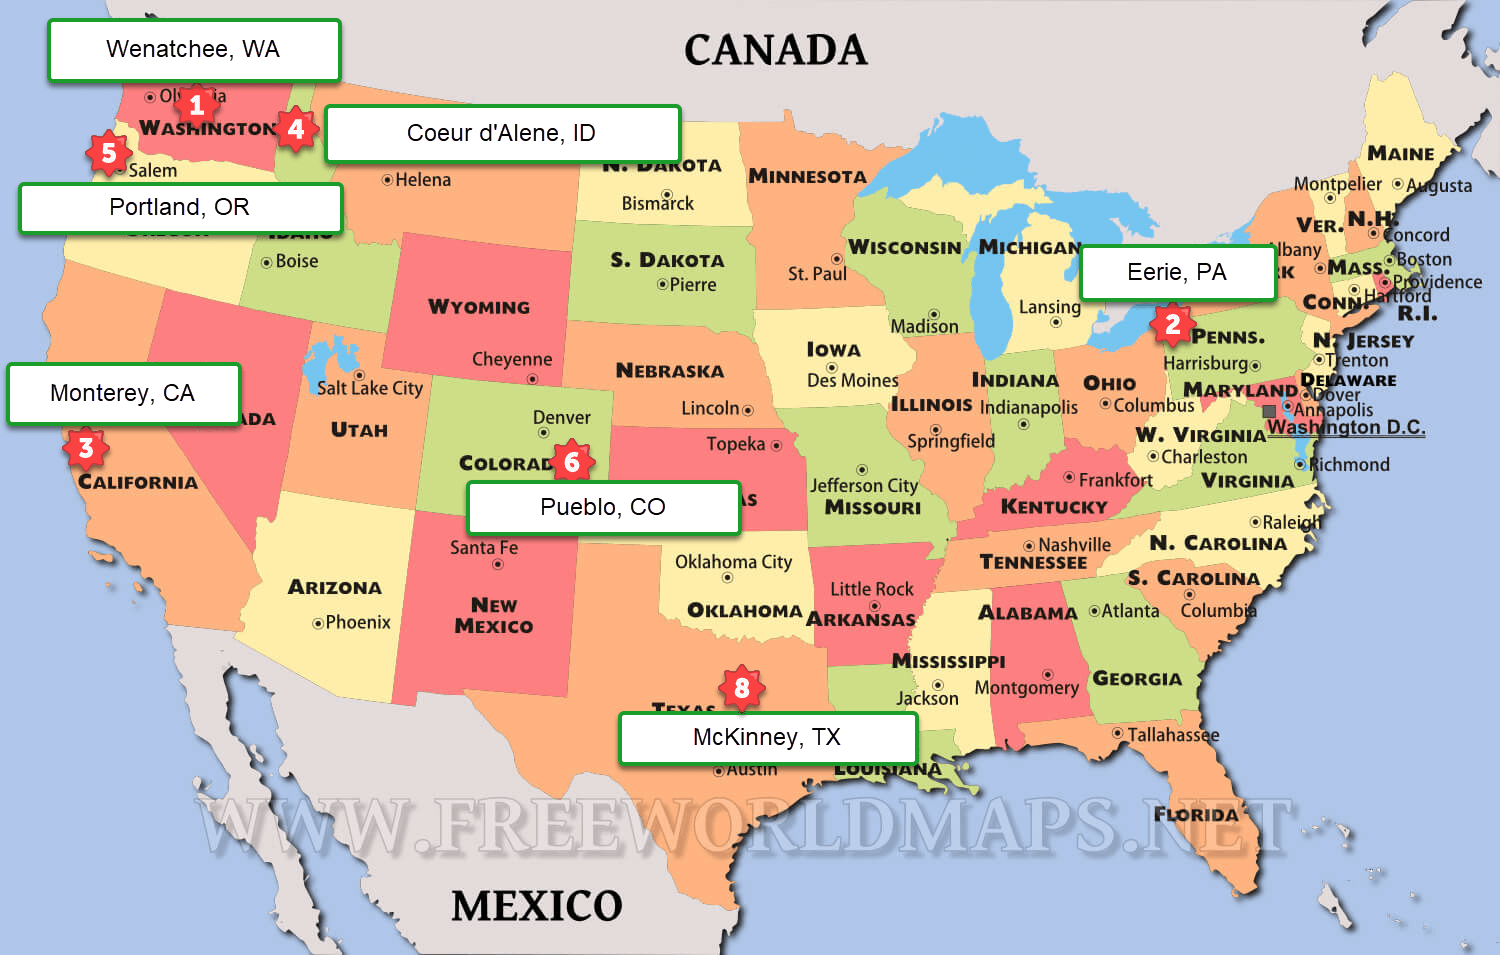 CANADA
Wenatchee, WA
1
WASHINGTON
4
Coeur d'Alene, ID
5
Salem
Portland, OR
Helena
N. DAKOTA
Bismarck
MINNESOTA
St. Paul
MAINE
Augusta
Montpelier
VER.
N.H.
Concord
Albany
MASS.
Boston
Providence
CONN.
Hartford
R.I.
Boise
S. DAKOTA
Pierre
WISCONSIN
Madison
MICHIGAN
Lansing
Eerie, PA
2
PENNS.
Harrisburg
N. JERSEY
Trenton
WYOMING
Cheyenne
IOWA
Des Moines
NEBRASKA
Lincoln
INDIANA
Indianapolis
OHIO
Columbus
ILLINOIS
Springfield
MARYLAND
DELAWARE
Dover
Annapolis
Washington D.C.
Monterey, CA
3
CALIFORNIA
Salt Lake City
UTAH
Denver
6
Pueblo, CO
Topeka
Jefferson City
MISSOURI
W. VIRGINIA
Charleston
Richmond
VIRGINIA
Frankfort
KENTUCKY
Raleigh
N. CAROLINA
Nashville
TENNESSEE
S. CAROLINA
Columbia
ARIZONA
Phoenix
Santa Fe
NEW
MEXICO
Oklahoma City
OKLAHOMA
Little Rock
ARKANSAS
ALABAMA
Montgomery
Atlanta
GEORGIA
MISSISSIPPI
Jackson
8
TEXAS
McKinney, TX
Austin
LOUISIANA
Tallahassee
FLORIDA
WWW.FREEWORLDMAPS.NET
MEXICO